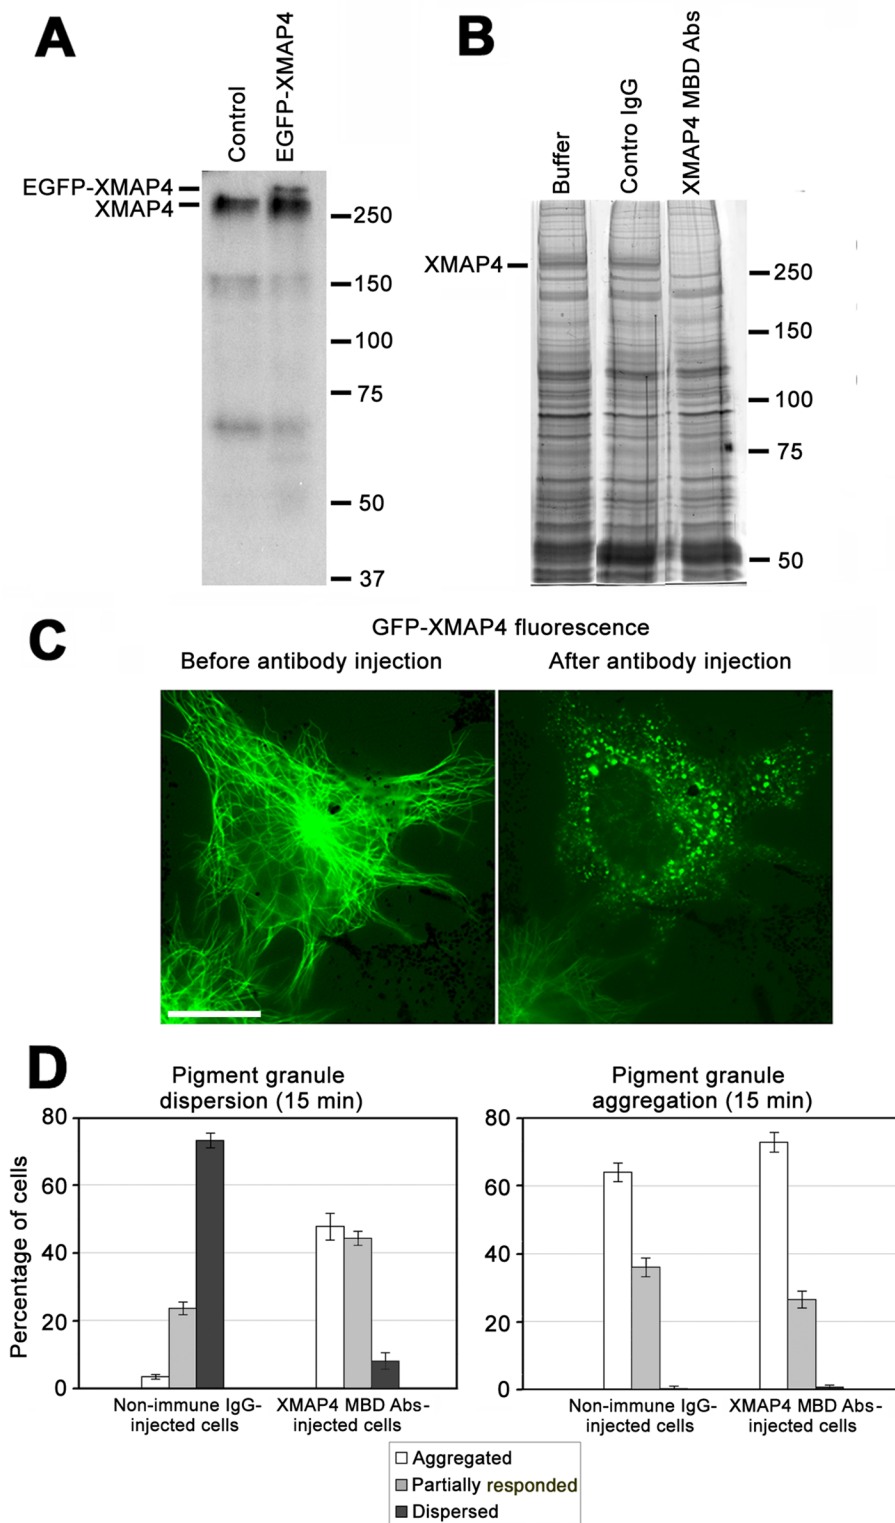 A
Control
EGFP-XMAP4
EGFP-XMAP4
XMAP4
250
150
100
75
50
37
B
Buffer
Contro IgG
XMAP4 MBD Abs
XMAP4
250
150
100
75
50
C
GFP-XMAP4 fluorescence
Before antibody injection
After antibody injection
D
Pigment granule
dispersion (15 min)
Percentage of cells
80
60
40
20
0
Non-immune IgG-
injected cells
XMAP4 MBD Abs-
injected cells
Pigment granule
aggregation (15 min)
80
60
40
20
0
Non-immune IgG-
injected cells
XMAP4 MBD Abs-
injected cells
Aggregated
Partially responded
Dispersed